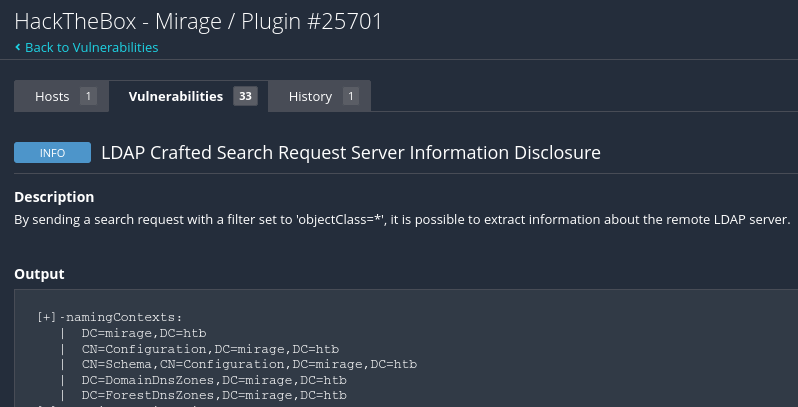 HackTheBox - Mirage / Plugin #25701
‹ Back to Vulnerabilities
Hosts 1 Vulnerabilities 33 History 1
INFO LDAP Crafted Search Request Server Information Disclosure
Description
By sending a search request with a filter set to 'objectClass=*', it is possible to extract information about the remote LDAP server.
Output
[+]-namingContexts:
|  DC=mirage,DC=htb
|  CN=Configuration,DC=mirage,DC=htb
|  CN=Schema,CN=Configuration,DC=mirage,DC=htb
|  DC=DomainDnsZones,DC=mirage,DC=htb
|  DC=ForestDnsZones,DC=mirage,DC=htb